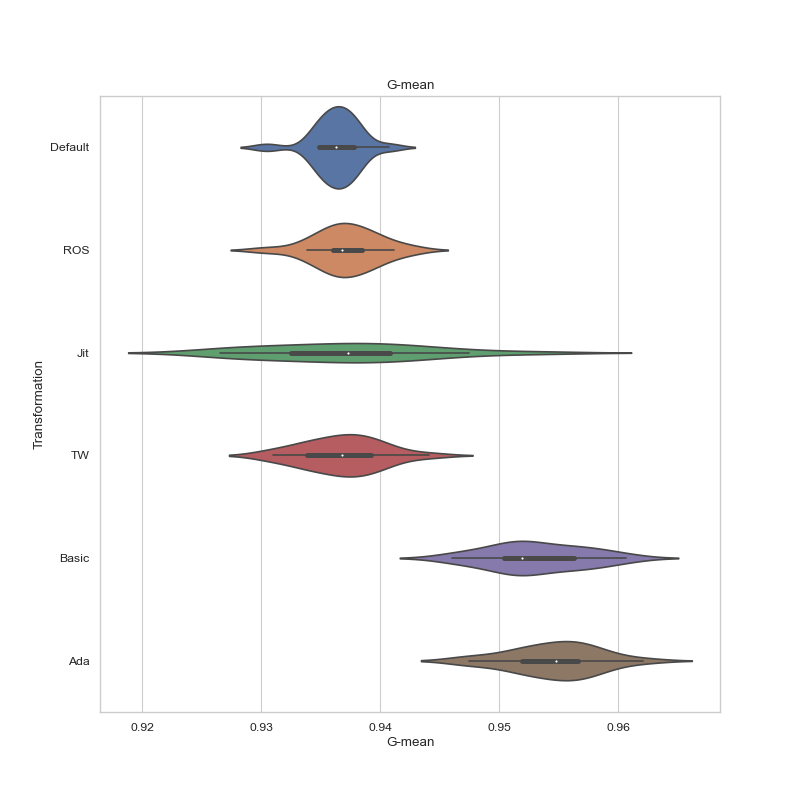 G-mean
Default
ROS
Jit
TW
Basic
Ada
Transformation
0.92 0.93 0.94 0.95 0.96
G-mean